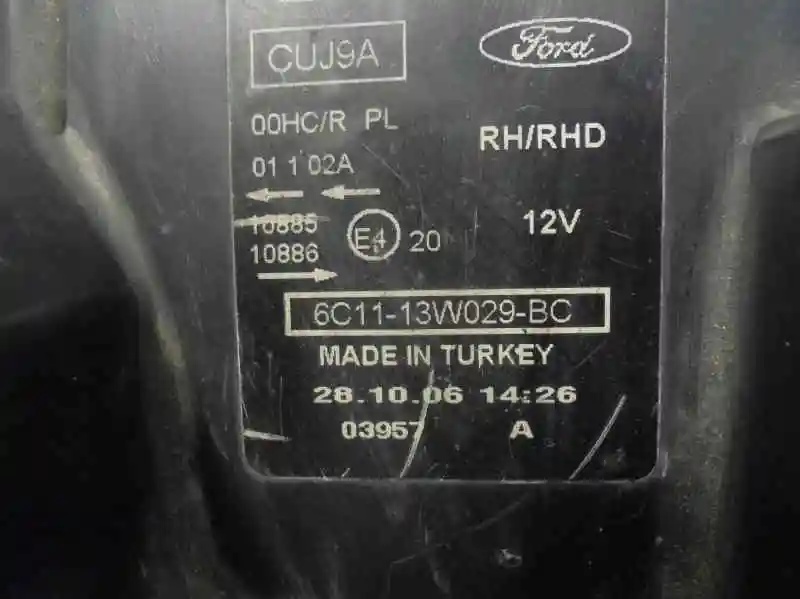 CUJ9A
Ford
00HC/R PL
RH/RHD
01 1 02A
10885
12V
E4 20
10886
6C11-13W029-BC
MADE IN TURKEY
28.10.06 14:26
03957 A